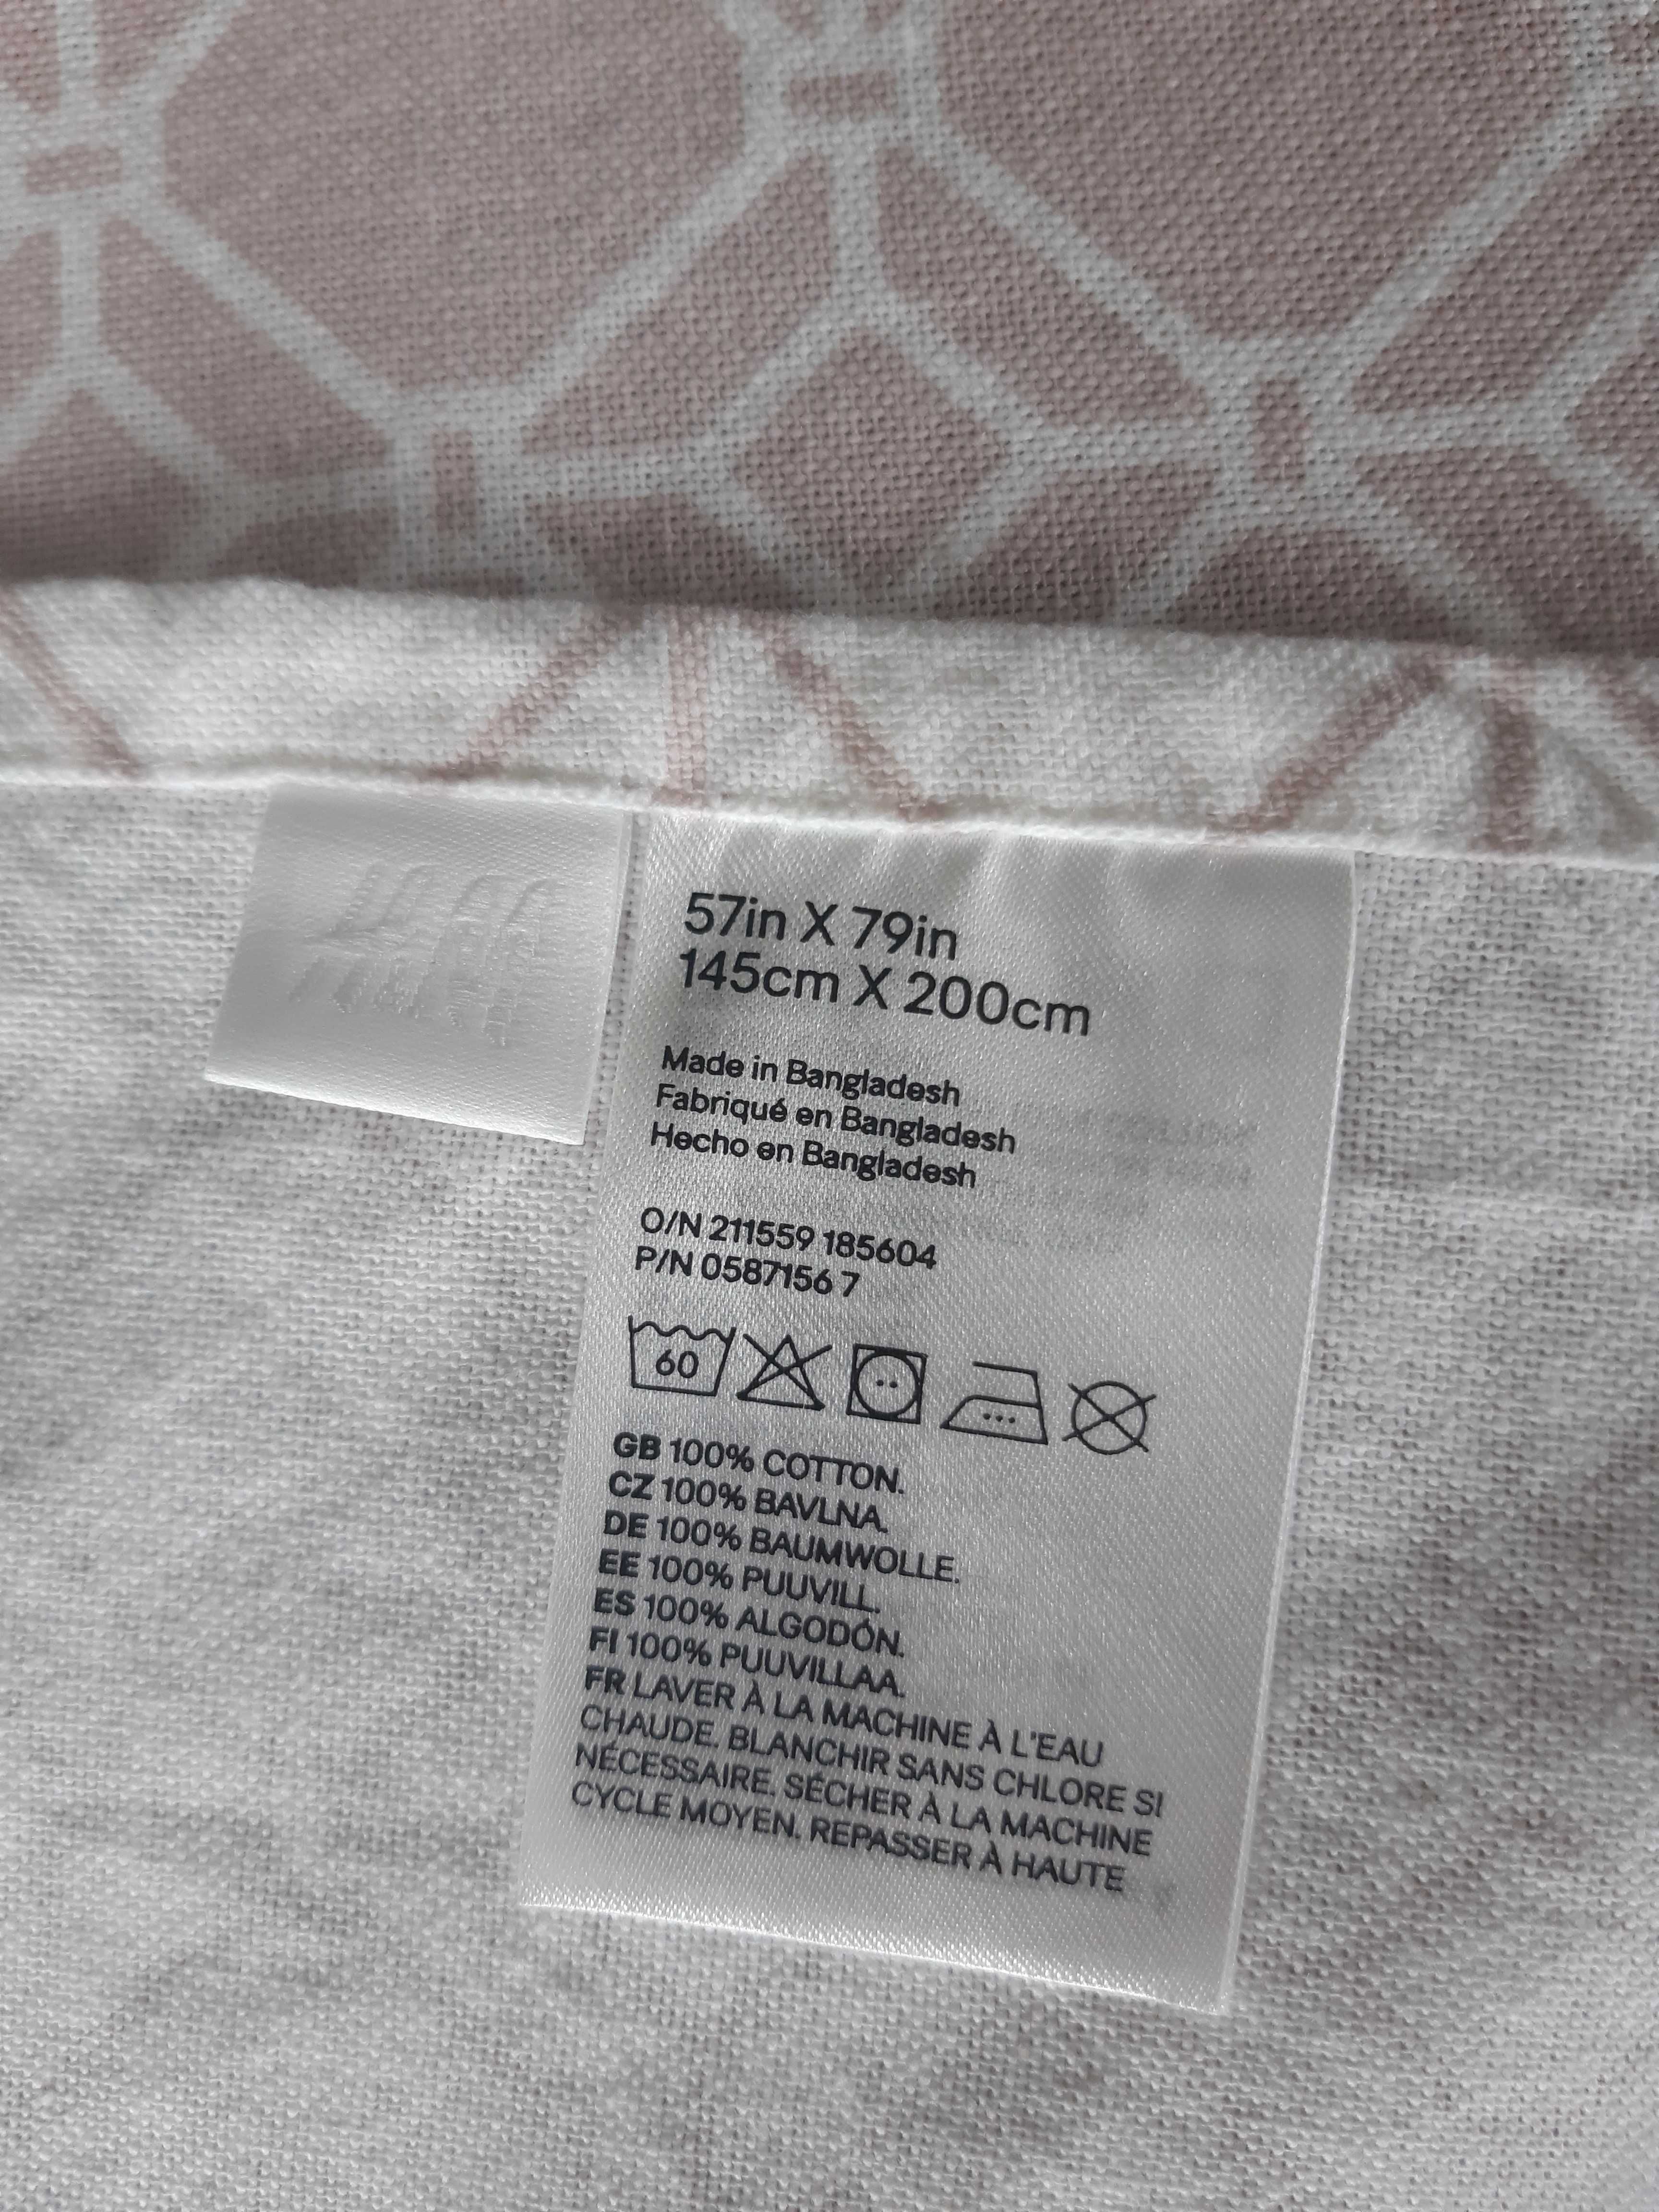 57in X 79in
145cm X 200cm
Made in Bangladesh
Fabriqué en Bangladesh
Hecho en Bangladesh
O/N 211559 185604
P/N 0587156 7
60
GB 100% COTTON.
CZ 100% BAVLNA.
DE 100% BAUMWOLLE.
EE 100% PUUVILL.
ES 100% ALGODÓN.
FI 100% PUUVILLAA.
FR LAVER À LA MACHINE À L'EAU
CHAUDE. BLANCHIR SANS CHLORE SI
NÉCESSAIRE. SÉCHER À LA MACHINE
CYCLE MOYEN. REPASSER À HAUTE